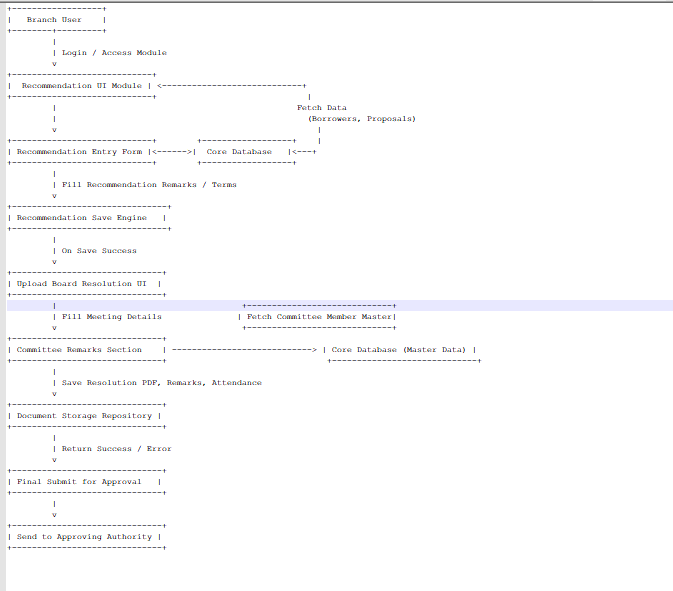 Branch User
Login / Access Module
Recommendation UI Module
Fetch Data
(Borrowers, Proposals)
Recommendation Entry Form Core Database
Fill Recommendation Remarks / Terms
Recommendation Save Engine
On Save Success
Upload Board Resolution UI
Fill Meeting Details Fetch Committee Member Master
Committee Remarks Section Core Database (Master Data)
Save Resolution PDF, Remarks, Attendance
Document Storage Repository
Return Success / Error
Final Submit for Approval
Send to Approving Authority